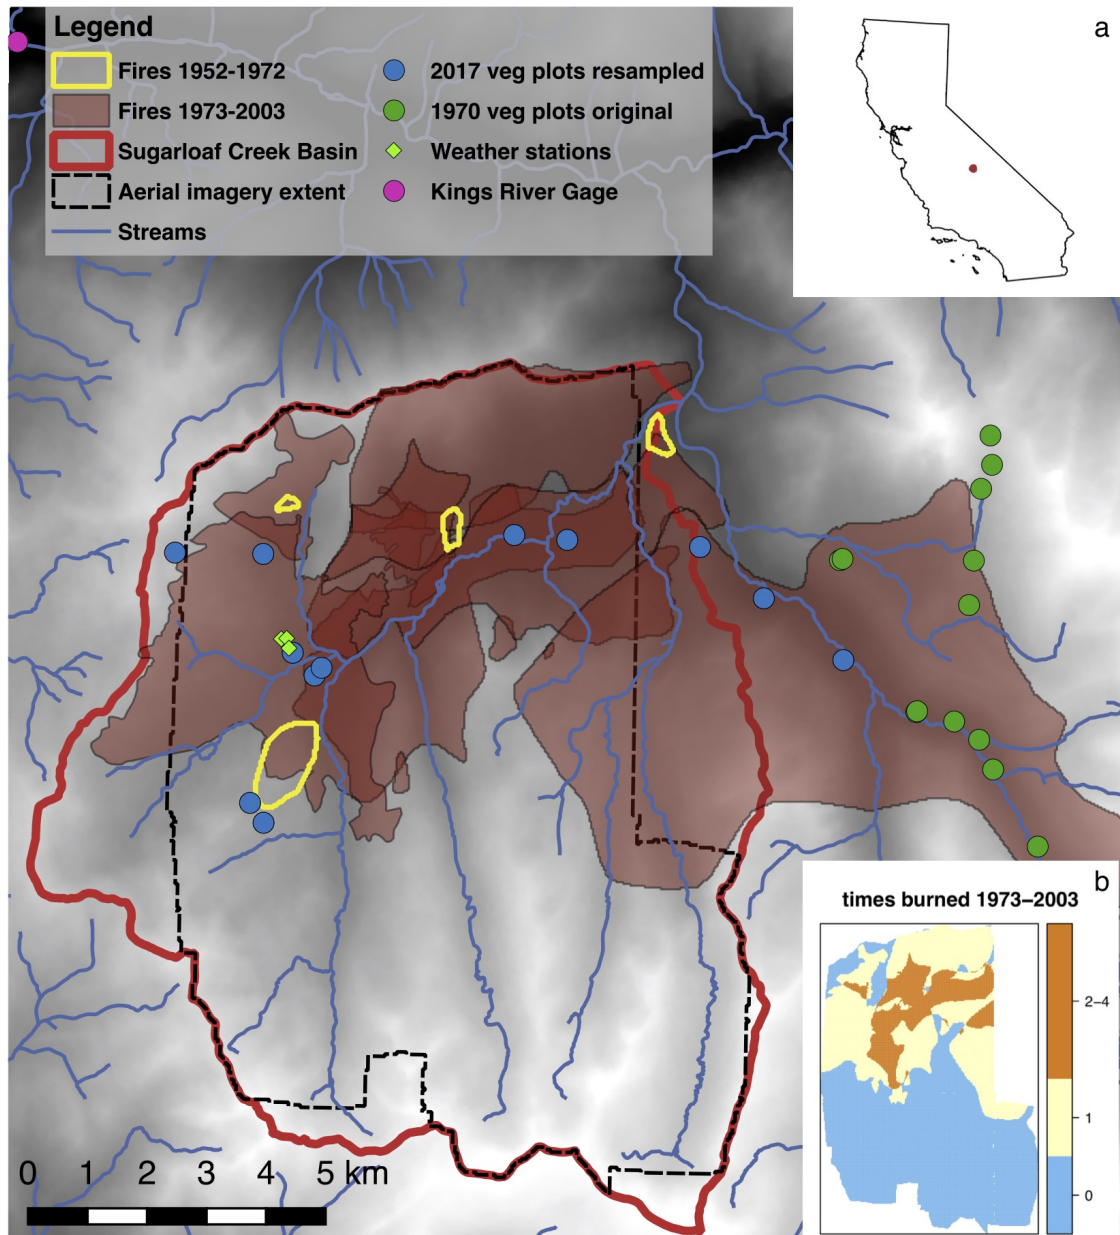 Legend
Fires 1952-1972
Fires 1973-2003
Sugarloaf Creek Basin
Aerial imagery extent
Streams
2017 veg plots resampled
1970 veg plots original
Weather stations
Kings River Gage
a
b
times burned 1973–2003
2-4
1
0
0 1 2 3 4 5 km